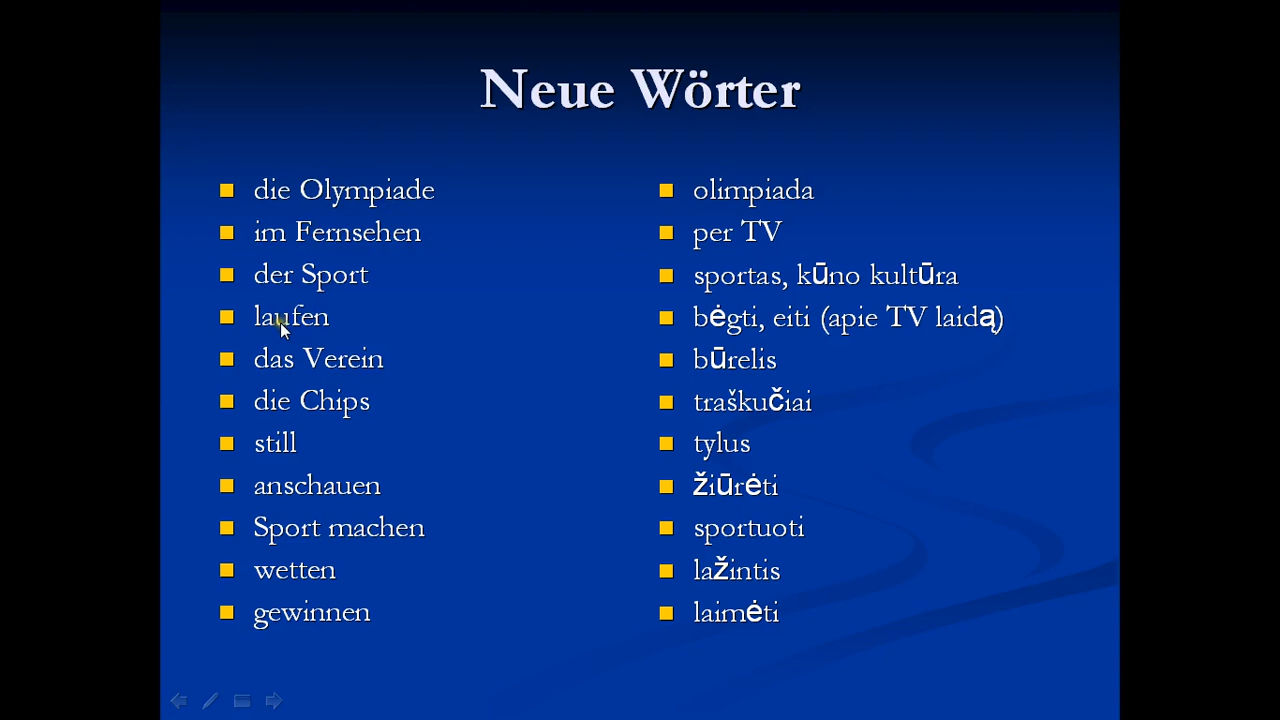 Neue Wörter
die Olympiade
im Fernsehen
der Sport
laufen
das Verein
die Chips
still
anschauen
Sport machen
wetten
gewinnen
olimpiada
per TV
sportas, kūno kultūra
bėgti, eiti (apie TV laidą)
būrelis
traškučiai
tylus
žiūrėti
sportuoti
lažintis
laimėti